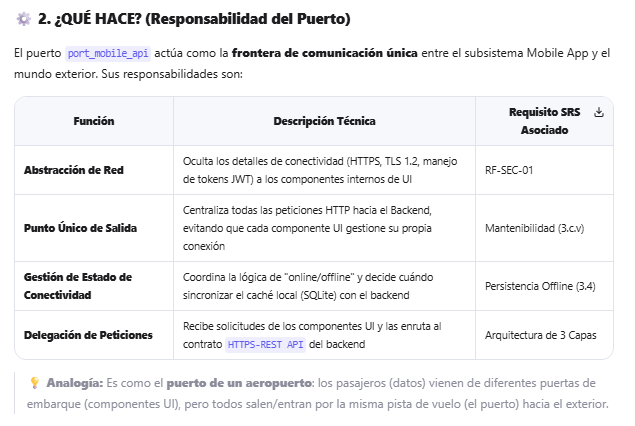 ⚙️ 2. ¿QUÉ HACE? (Responsabilidad del Puerto)
El puerto port_mobile_api actúa como la frontera de comunicación única entre el subsistema Mobile App y el
mundo exterior. Sus responsabilidades son:
Función
Descripción Técnica
Requisito SRS
Asociado
Abstracción de Red
Oculta los detalles de conectividad (HTTPS, TLS 1.2, manejo
de tokens JWT) a los componentes internos de UI
RF-SEC-01
Punto Único de Salida
Centraliza todas las peticiones HTTP hacia el Backend,
evitando que cada componente UI gestione su propia
conexión
Mantenibilidad (3.c.v)
Gestión de Estado de
Conectividad
Coordina la lógica de "online/offline" y decide cuándo
sincronizar el caché local (SQLite) con el backend
Persistencia Offline (3.4)
Delegación de Peticiones
Recibe solicitudes de los componentes UI y las enruta al
contrato HTTPS-REST API del backend
Arquitectura de 3 Capas
💡 Analogía: Es como el puerto de un aeropuerto: los pasajeros (datos) vienen de diferentes puertas de
embarque (componentes UI), pero todos salen/entran por la misma pista de vuelo (el puerto) hacia el exterior.